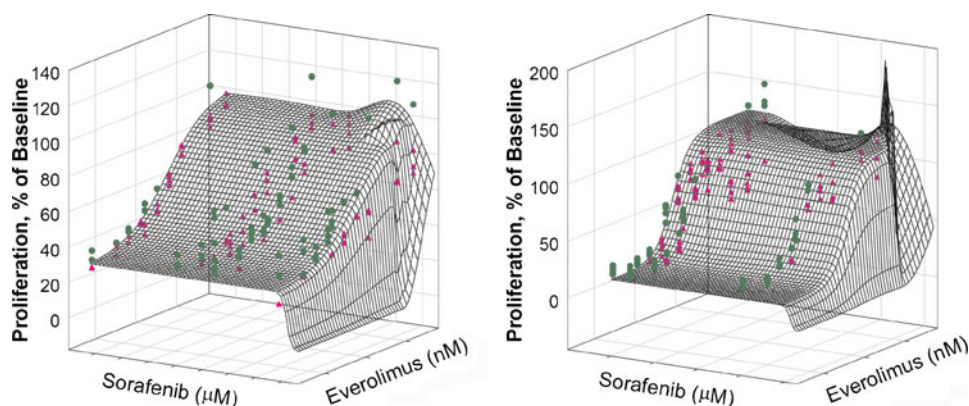 Proliferation, % of Baseline
140
120
100
80
60
40
20
0
Sorafenib (μM)
Everolimus (nM)
Proliferation, % of Baseline
200
150
100
50
0
Sorafenib (μM)
Everolimus (nM)